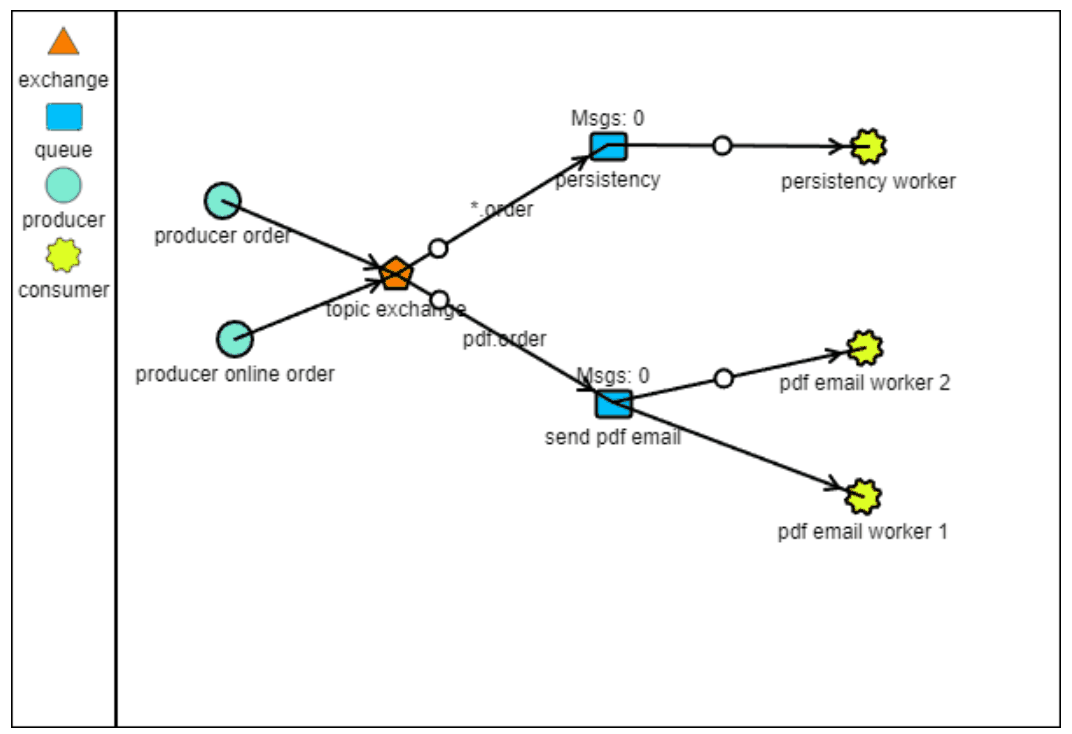 exchange
queue
producer
consumer
producer order
producer online order
topic exchange
*.order
pdf.order
Msgs: 0
persistency
Msgs: 0
send pdf email
persistency worker
pdf email worker 2
pdf email worker 1